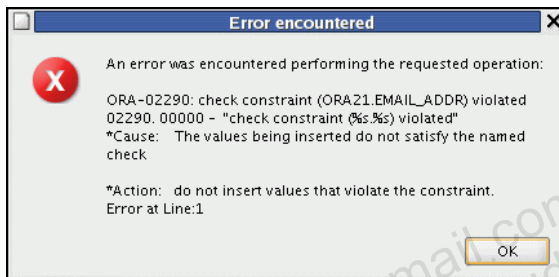 Error encountered
An error was encountered performing the requested operation:
ORA-02290: check constraint (ORA21.EMAIL_ADDR) violated
02290. 00000 - "check constraint (%s.%s) violated"
*Cause: The values being inserted do not satisfy the named
check
*Action: do not insert values that violate the constraint.
Error at Line:1
OK